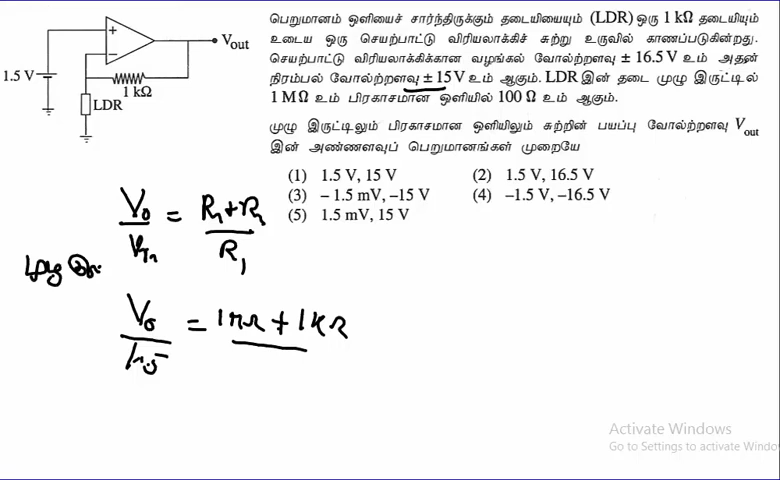 பெறுமானம் ஒளியைச் சார்ந்திருக்கும் தடையியையும் (LDR) ஒரு 1 kΩ தடையியும்
உடைய ஒரு செயற்பாட்டு விரியலாக்கிச் சுற்று உருவில் காணப்படுகின்றது.
செயற்பாட்டு விரியலாக்கிக்கான வழங்கல் வோல்ற்றளவு ± 16.5 V உம் அதன்
நிரம்பல் வோல்ற்றளவு ± 15 V உம் ஆகும். LDR இன் தடை முழு இருட்டில்
1 MΩ உம் பிரகாசமான ஒளியில் 100 Ω உம் ஆகும்.
முழு இருட்டிலும் பிரகாசமான ஒளியிலும் சுற்றின் பயப்பு வோல்ற்றளவு Vout
இன் அண்ணளவுப் பெறுமானங்கள் முறையே
(1) 1.5 V, 15 V (2) 1.5 V, 16.5 V
(3) – 1.5 mV, –15 V (4) –1.5 V, –16.5 V
(5) 1.5 mV, 15 V
+
Vout
–
1.5 V
1 kΩ
LDR
V0/Vin = R1 + R2/R1
V0/1.5 = 1MΩ + 1kΩ
Activate Windows
Go to Settings to activate Windo